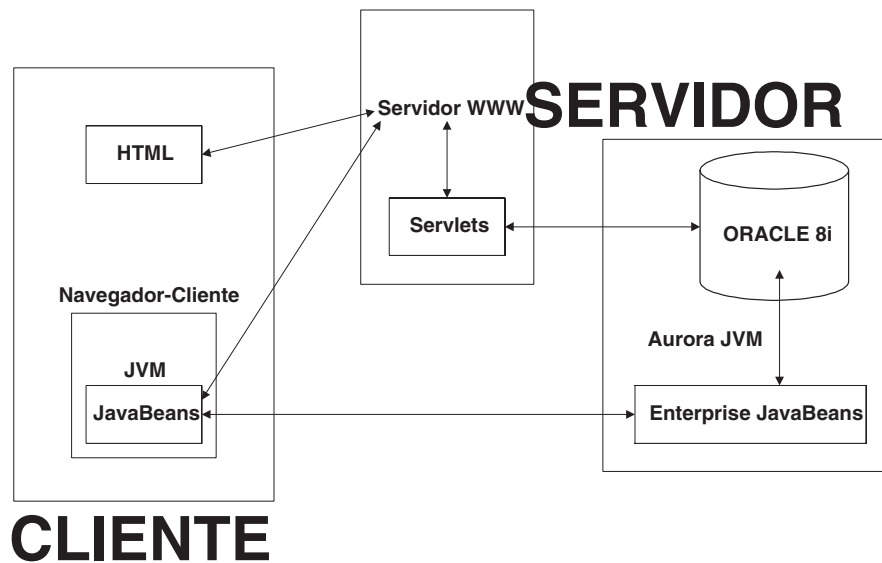 Servidor WWW
SERVIDOR
HTML
Servlets
ORACLE 8i
Navegador-Cliente
Aurora JVM
JVM
JavaBeans
Enterprise JavaBeans
CLIENTE